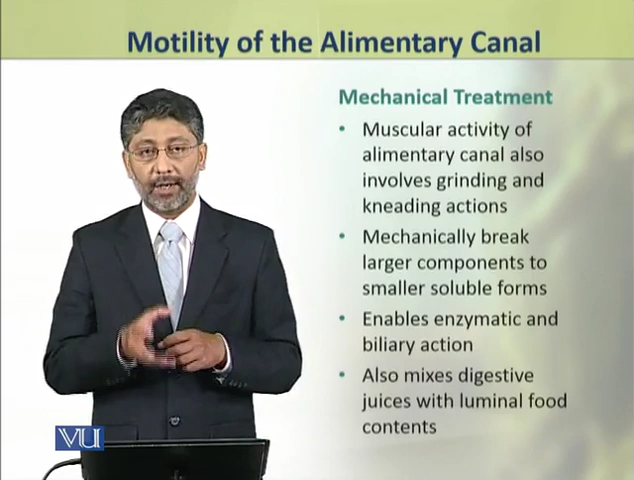 Motility of the Alimentary Canal
Mechanical Treatment
• Muscular activity of
alimentary canal also
involves grinding and
kneading actions
• Mechanically break
larger components to
smaller soluble forms
• Enables enzymatic and
biliary action
• Also mixes digestive
juices with luminal food
contents
VU